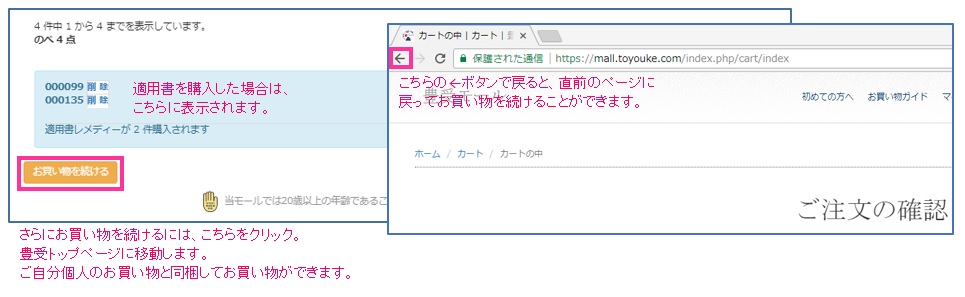 4 件中 1 から 4 までを表示しています。
のべ 4 点
000099 削 除
000135 削 除
適用書を購入した場合は、
こちらに表示されます。
適用書レメディーが 2 件購入されます
お買い物を続ける
当モールでは20歳以上の年齢であるこ
さらにお買い物を続けるには、こちらをクリック。
豊受トップページに移動します。
ご自分個人のお買い物と同梱してお買い物ができます。
カートの中 | カート |
保護された通信
https://mall.toyouke.com/index.php/cart/index
こちらの←ボタンで戻ると、直前のページに
戻ってお買い物を続けることができます。
豊受モール
初めての方へ
お買い物ガイド
マ
ホーム / カート / カートの中
ご注文の確認